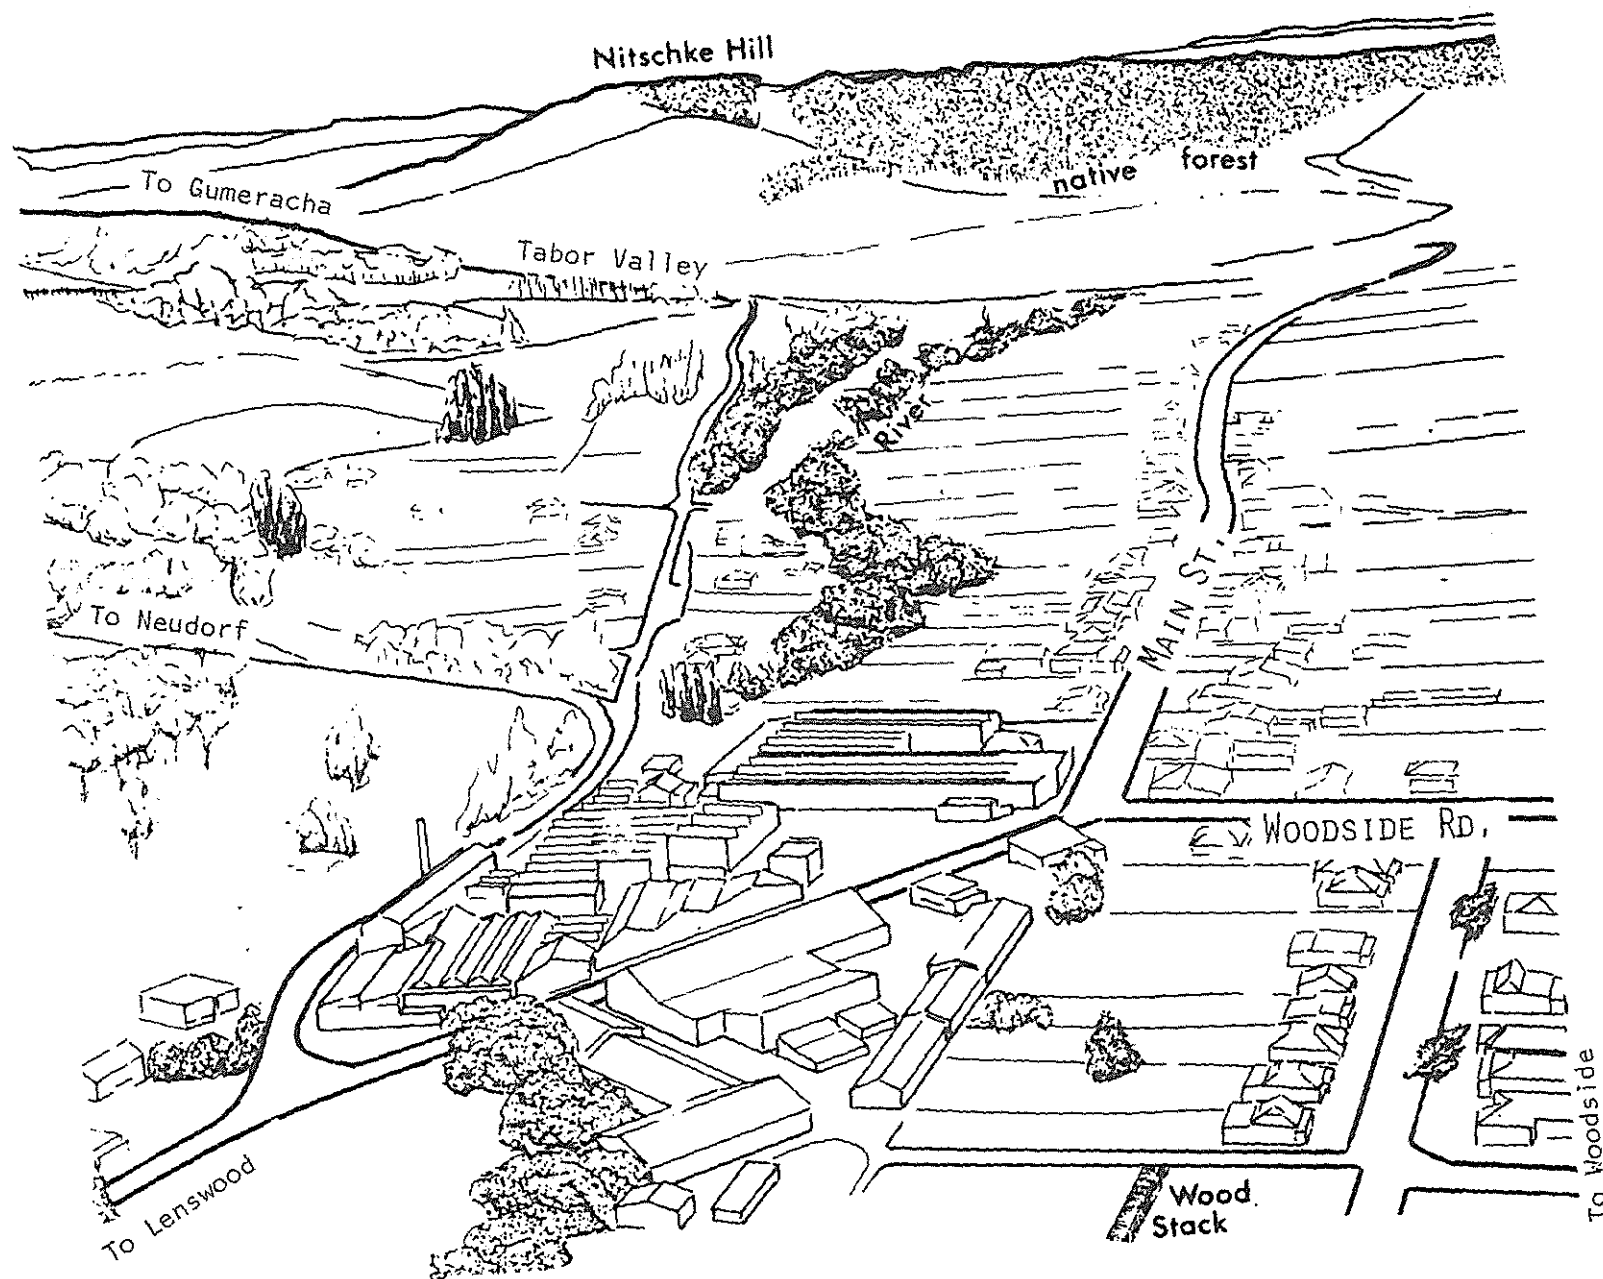 Nitschke Hill
native forest
To Gumeracha
Tabor Valley
River
MAIN ST.
To Neudorf
WOODSIDE RD.
To Woodside
To Lenswood
Wood
Stack